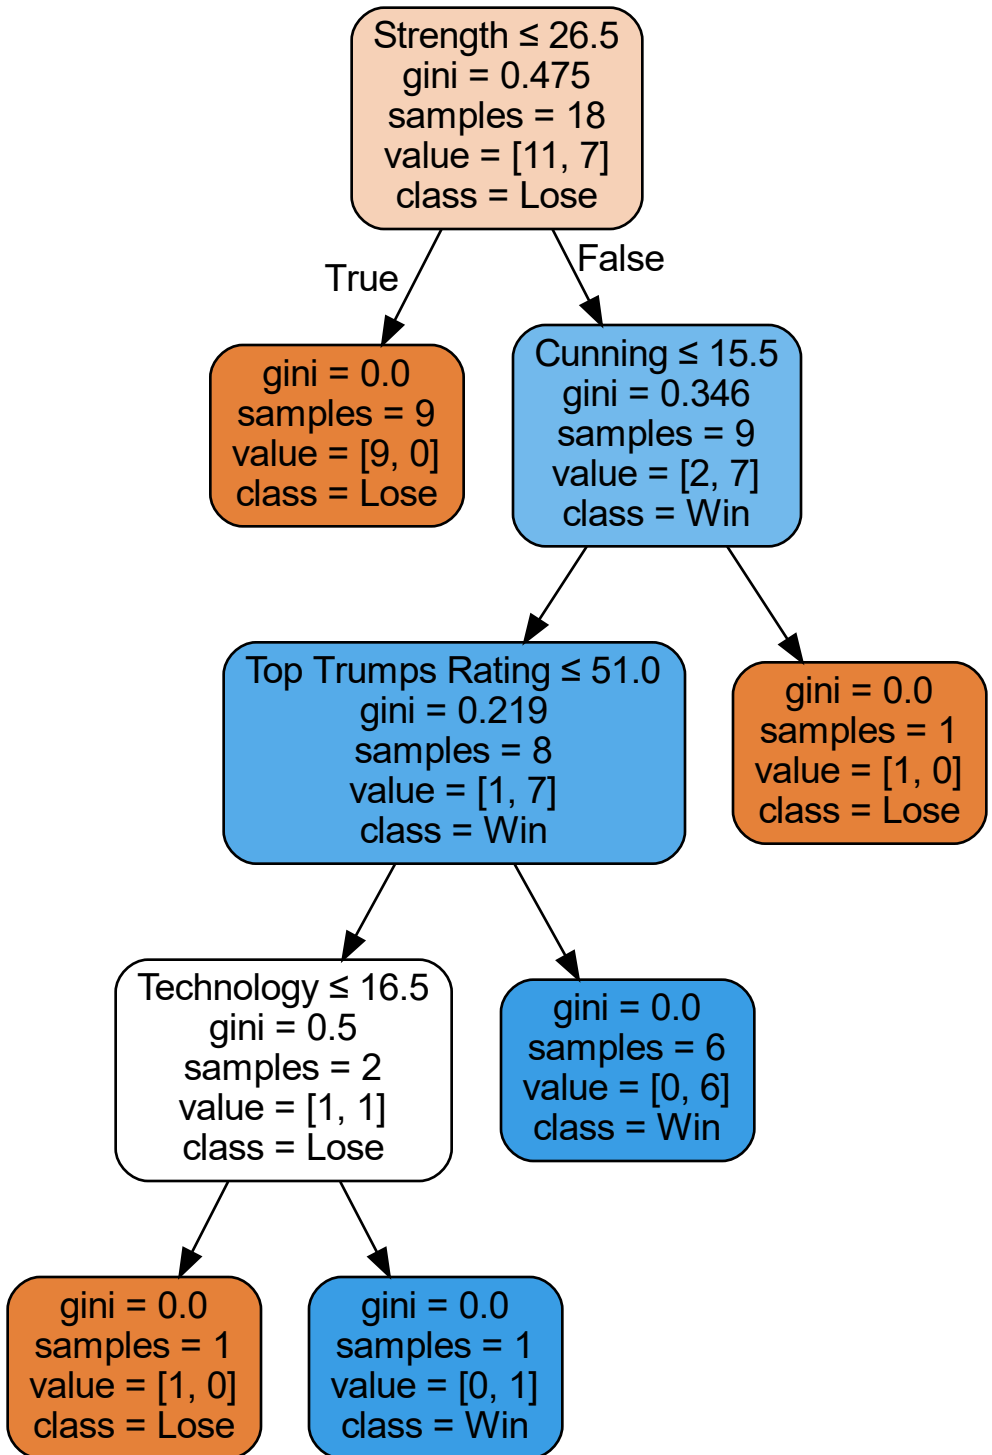 Strength ≤ 26.5
gini = 0.475
samples = 18
value = [11, 7]
class = Lose
True
False
gini = 0.0
samples = 9
value = [9, 0]
class = Lose
Cunning ≤ 15.5
gini = 0.346
samples = 9
value = [2, 7]
class = Win
Top Trumps Rating ≤ 51.0
gini = 0.219
samples = 8
value = [1, 7]
class = Win
gini = 0.0
samples = 1
value = [1, 0]
class = Lose
Technology ≤ 16.5
gini = 0.5
samples = 2
value = [1, 1]
class = Lose
gini = 0.0
samples = 6
value = [0, 6]
class = Win
gini = 0.0
samples = 1
value = [1, 0]
class = Lose
gini = 0.0
samples = 1
value = [0, 1]
class = Win